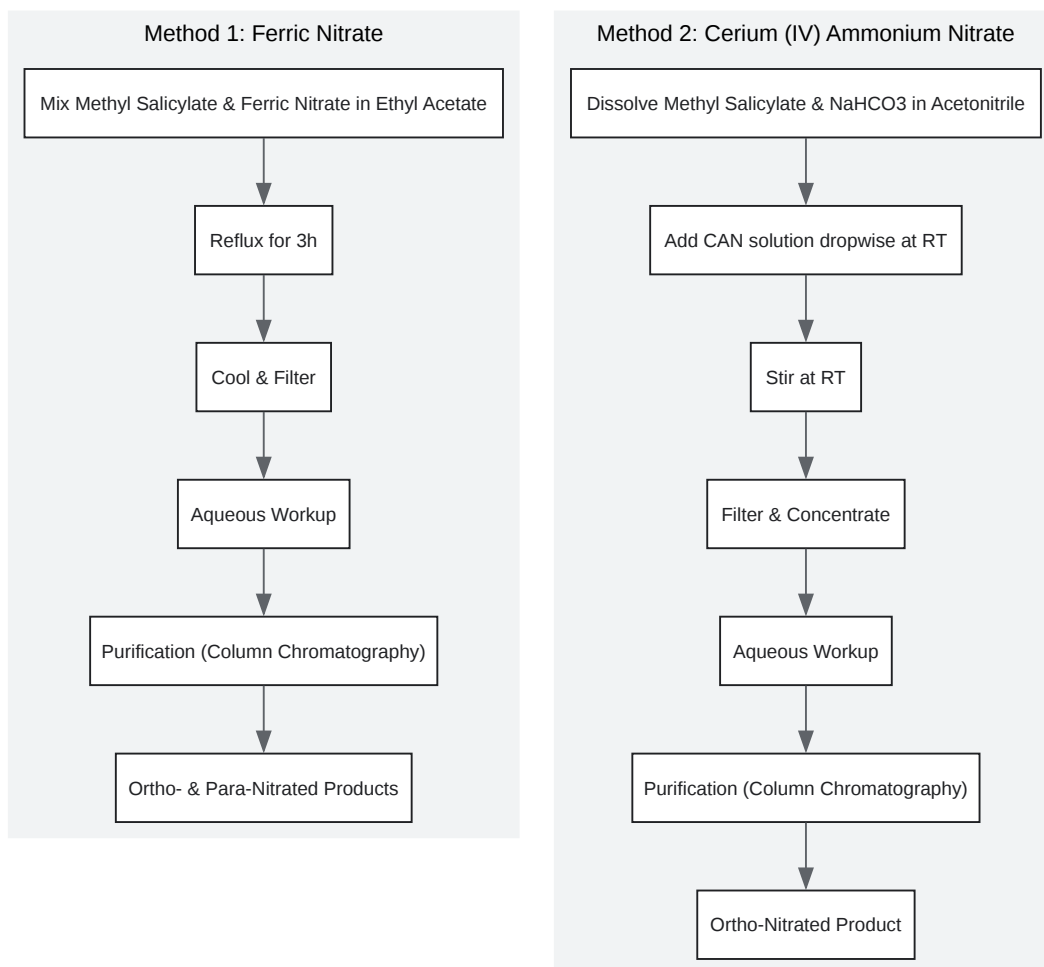 Method 1: Ferric Nitrate
Mix Methyl Salicylate & Ferric Nitrate in Ethyl Acetate
Reflux for 3h
Cool & Filter
Aqueous Workup
Purification (Column Chromatography)
Ortho- & Para-Nitrated Products
Method 2: Cerium (IV) Ammonium Nitrate
Dissolve Methyl Salicylate & NaHCO3 in Acetonitrile
Add CAN solution dropwise at RT
Stir at RT
Filter & Concentrate
Aqueous Workup
Purification (Column Chromatography)
Ortho-Nitrated Product